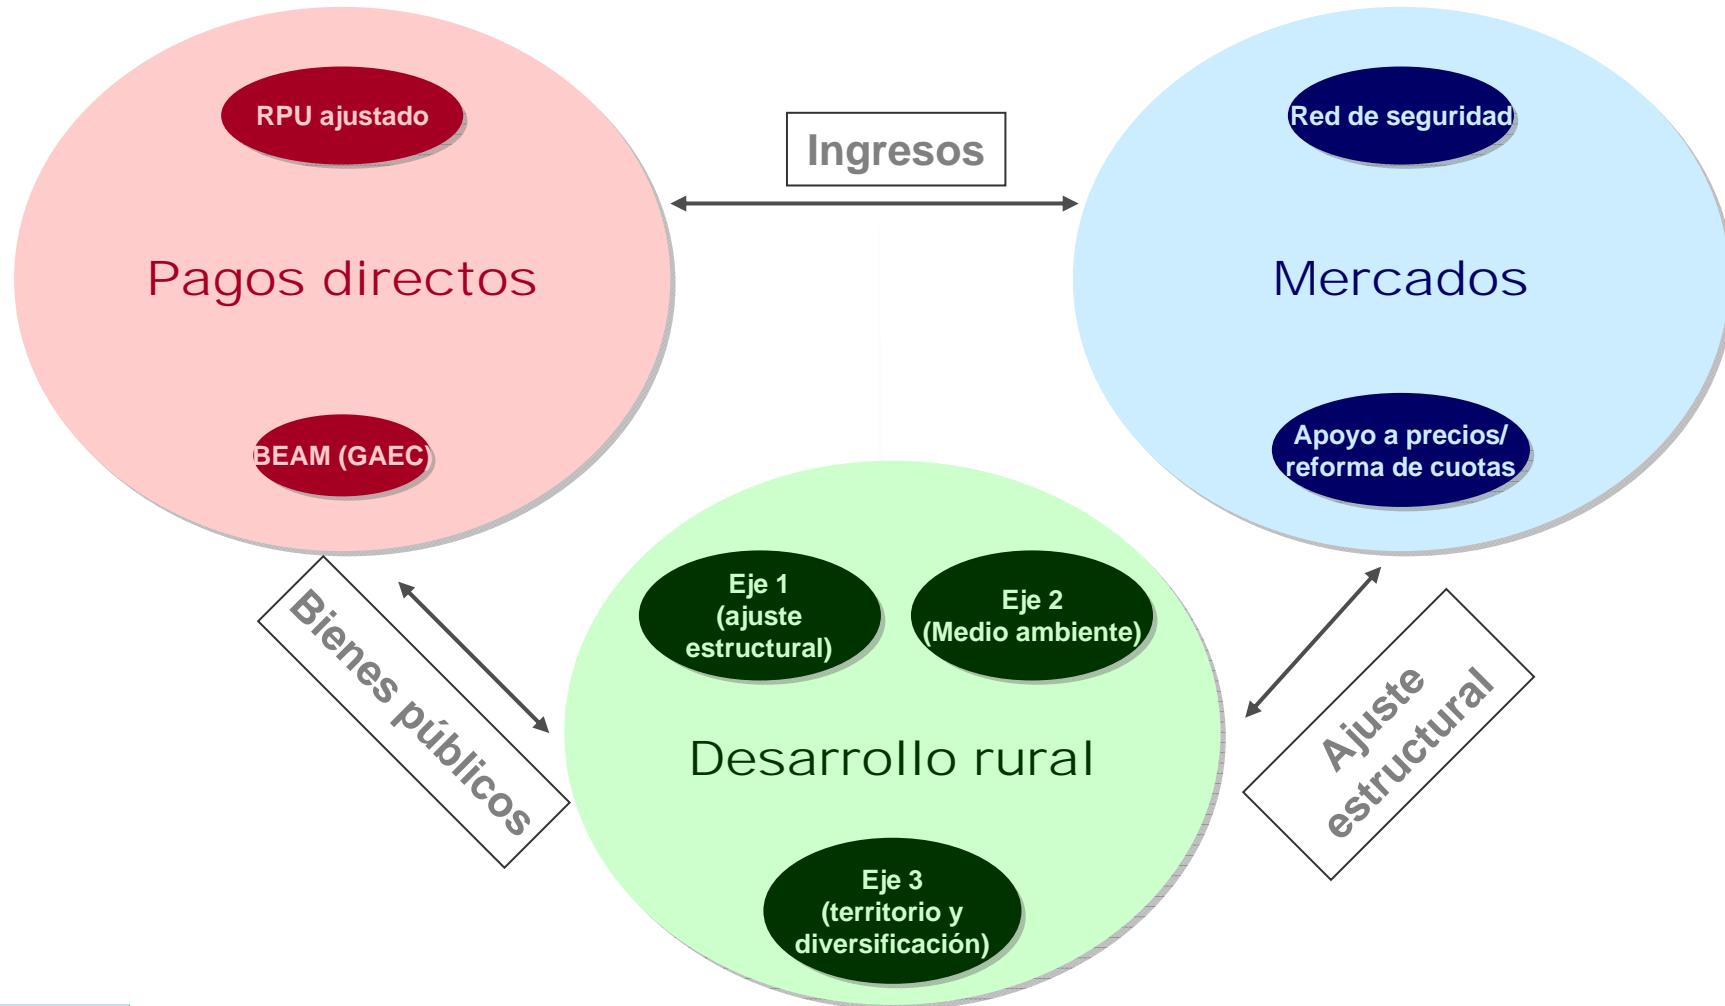 RPU ajustado
Pagos directos
BEAM (GAEC)
Ingresos
Red de seguridad
Mercados
Apoyo a precios/
reforma de cuotas
Bienes públicos
Eje 1
(ajuste
estructural)
Eje 2
(Medio ambiente)
Desarrollo rural
Eje 3
(territorio y
diversificación)
Ajuste
estructural